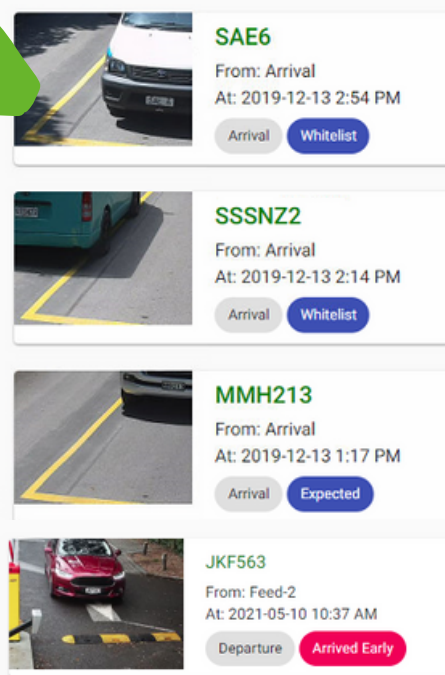 SAE6
From: Arrival
At: 2019-12-13 2:54 PM
Arrival Whitelist
SSSNZ2
From: Arrival
At: 2019-12-13 2:14 PM
Arrival Whitelist
MMH213
From: Arrival
At: 2019-12-13 1:17 PM
Arrival Expected
JKF563
From: Feed-2
At: 2021-05-10 10:37 AM
Departure Arrived Early